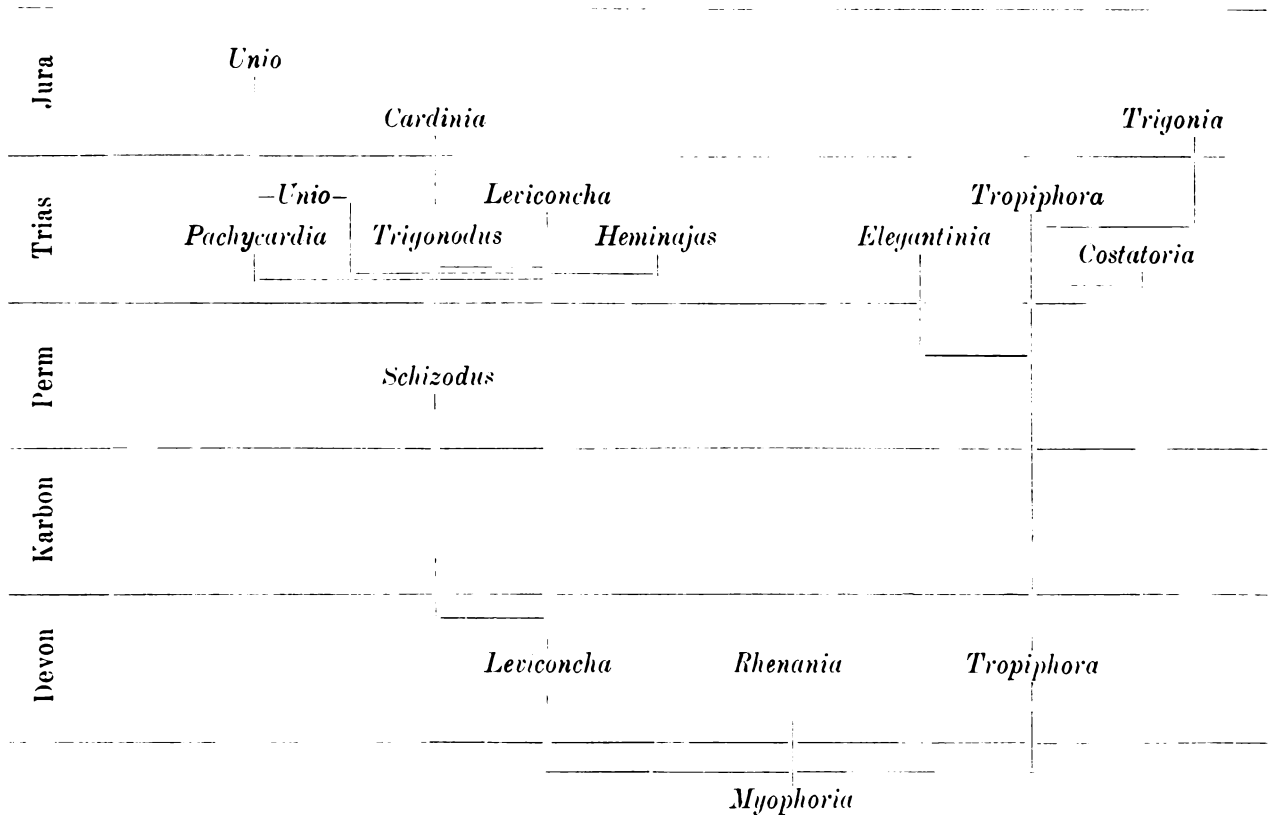 Jura
Unio
Cardinia
Trigonia
Trias
–Unio–
Leviconcha
Tropiphora
Pachycardia
Trigonodus
Heminajas
Elegantinia
Costatoria
Perm
Schizodus
Karbon
Devon
Leviconcha
Rhenania
Tropiphora
Myophoria